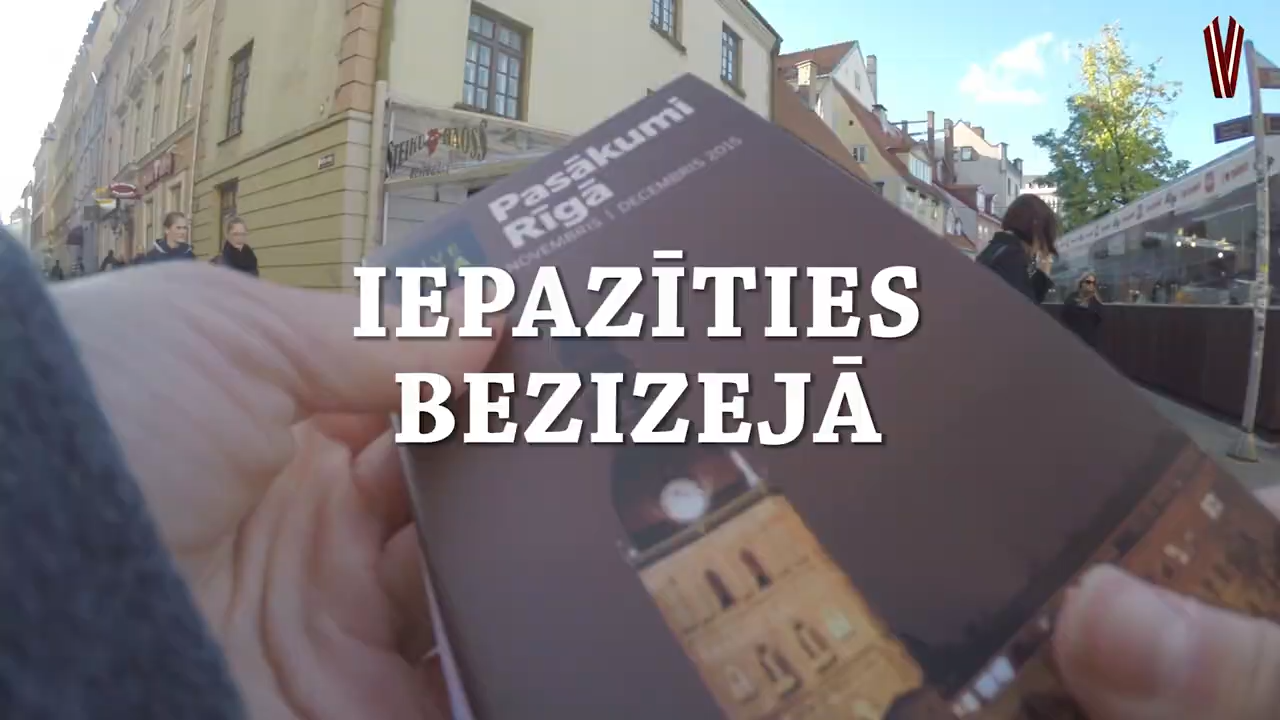 Pasākumi
Rīgā
NOVEMBRIS | DECEMBRIS 2015
IEPAZĪTIES
BEZIZEJĀ